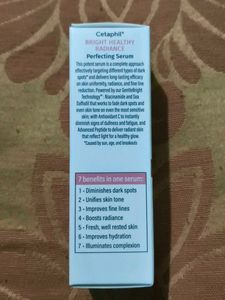 Cetaphil®
BRIGHT HEALTHY
RADIANCE
Perfecting Serum
This potent serum is a complete approach
effectively targeting different types of dark
spots* and delivers long-lasting efficacy
on skin uniformity, radiance, and fine line
reduction. Powered by our GentleBright
Technology™. Niacinamide and Sea
Daffodil that works to fade dark spots and
even skin tone on even the most sensitive
skin; with Antioxidant C to instantly
diminish signs of dullness and fatigue, and
Advanced Peptide to deliver radiant skin
that reflect light for a healthy glow.
*Caused by sun, age, and breakouts
7 benefits in one serum:
1 - Diminishes dark spots
2 - Unifies skin tone
3 - Improves fine lines
4 - Boosts radiance
5 - Fresh, well rested skin
6 - Improves hydration
7 - Illuminates complexion